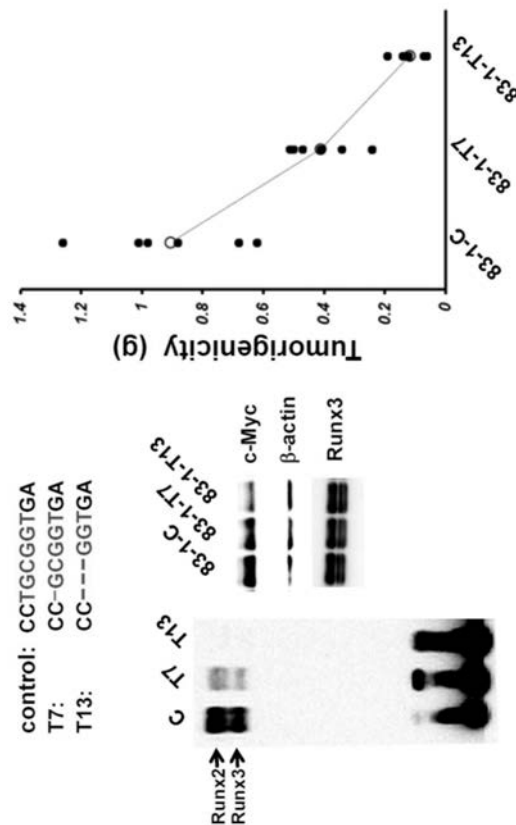 control: CCTGCGGTGA
T7: CC-GCGGTGA
T13: CC---GGTGA
C T7 T13
Runx2
Runx3
83-1-C 83-1-T7 83-1-T13
c-Myc
β-actin
Runx3
Tumorigenicity (g)
1.4
1.2
1
0.8
0.6
0.4
0.2
0
83-1-C 83-1-T7 83-1-T13